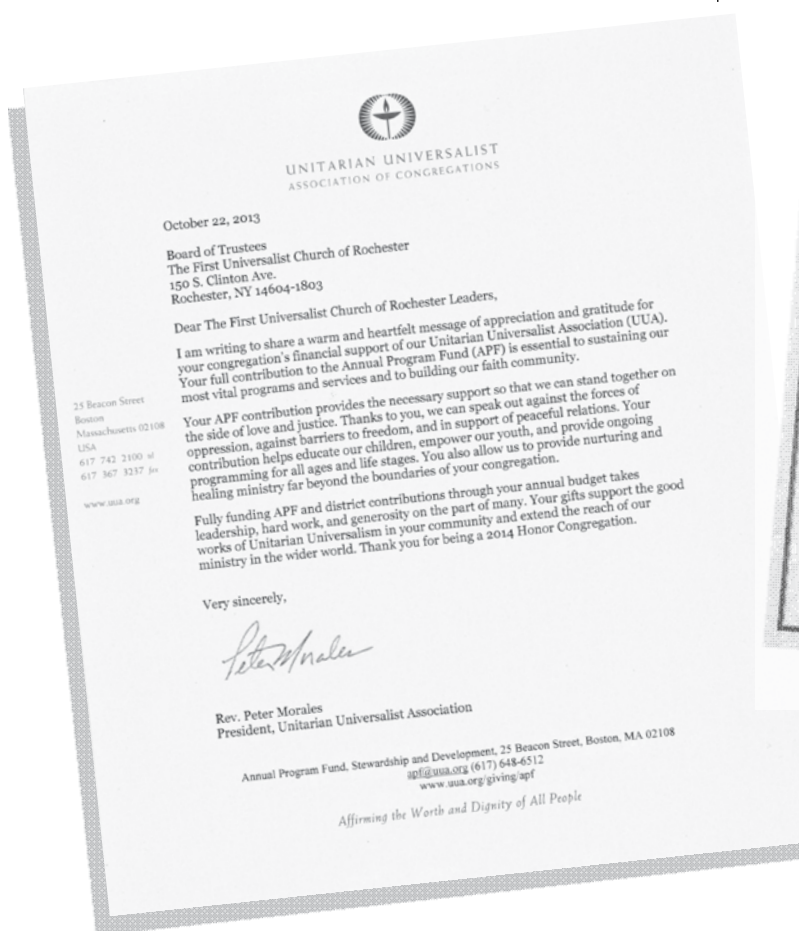 UNITARIAN UNIVERSALIST
ASSOCIATION OF CONGREGATIONS
October 22, 2013
Board of Trustees
The First Universalist Church of Rochester
150 S. Clinton Ave.
Rochester, NY 14604-1803
Dear The First Universalist Church of Rochester Leaders,
I am writing to share a warm and heartfelt message of appreciation and gratitude for
your congregation's financial support of our Unitarian Universalist Association (UUA).
Your full contribution to the Annual Program Fund (APF) is essential to sustaining our
most vital programs and services and to building our faith community.
25 Beacon Street
Boston
Massachusetts 02108
USA
617 742 2100 tel
617 367 3237 fax
www.uua.org
Your APF contribution provides the necessary support so that we can stand together on
the side of love and justice. Thanks to you, we can speak out against the forces of
oppression, against barriers to freedom, and in support of peaceful relations. Your
contribution helps educate our children, empower our youth, and provide ongoing
programming for all ages and life stages. You also allow us to provide nurturing and
healing ministry far beyond the boundaries of your congregation.
Fully funding APF and district contributions through your annual budget takes
leadership, hard work, and generosity on the part of many. Your gifts support the good
works of Unitarian Universalism in your community and extend the reach of our
ministry in the wider world. Thank you for being a 2014 Honor Congregation.
Very sincerely,
Peter Morales
Rev. Peter Morales
President, Unitarian Universalist Association
Annual Program Fund, Stewardship and Development, 25 Beacon Street, Boston, MA 02108
apf@uua.org (617) 648-6512
www.uua.org/giving/apf
Affirming the Worth and Dignity of All People